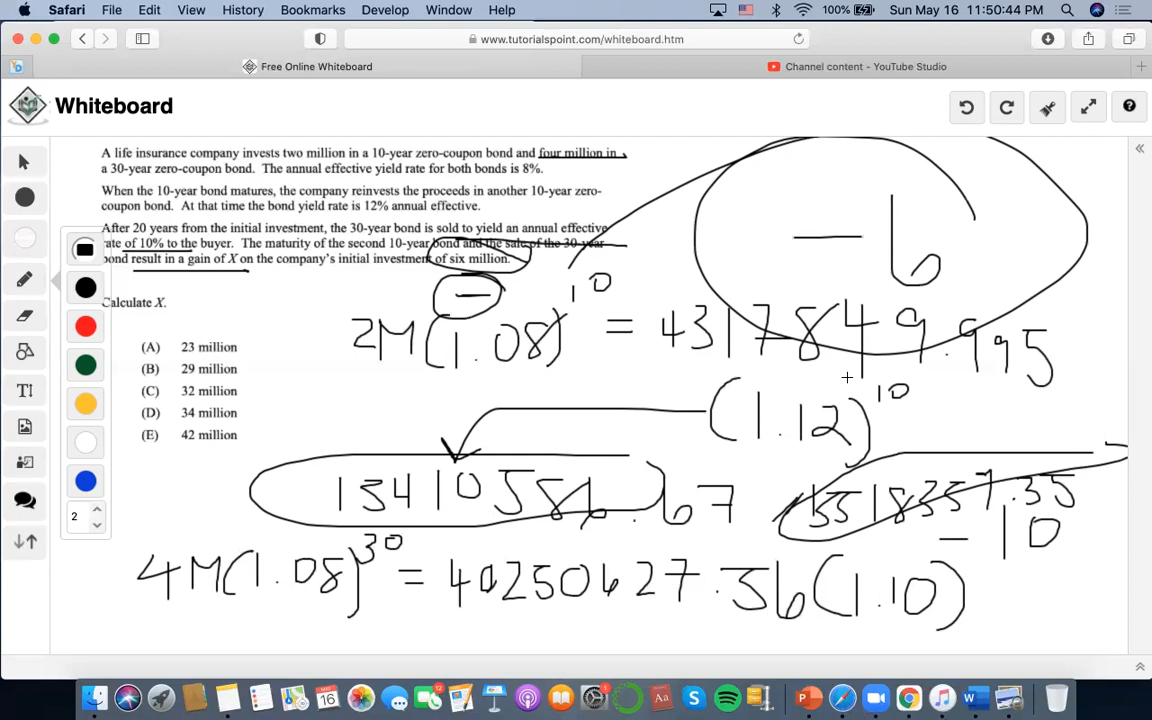 Safari File Edit View History Bookmarks Develop Window Help 100% Sun May 16 11:50:44 PM
www.tutorialspoint.com/whiteboard.htm
Free Online Whiteboard
Channel content - YouTube Studio
Whiteboard
A life insurance company invests two million in a 10-year zero-coupon bond and four million in
a 30-year zero-coupon bond. The annual effective yield rate for both bonds is 8%.
When the 10-year bond matures, the company reinvests the proceeds in another 10-year zero-
coupon bond. At that time the bond yield rate is 12% annual effective.
After 20 years from the initial investment, the 30-year bond is sold to yield an annual effective
rate of 10% to the buyer. The maturity of the second 10-year bond and the sale of the 30-year
bond result in a gain of X on the company's initial investment of six million.
Calculate X.
(A) 23 million
(B) 29 million
(C) 32 million
(D) 34 million
(E) 42 million
2
T
- 6
2M(1.08)^10 = 4317849.995
(1.12)^10
13410556.67
4M(1.08)^30 = 40250627.36(1.10)
-10